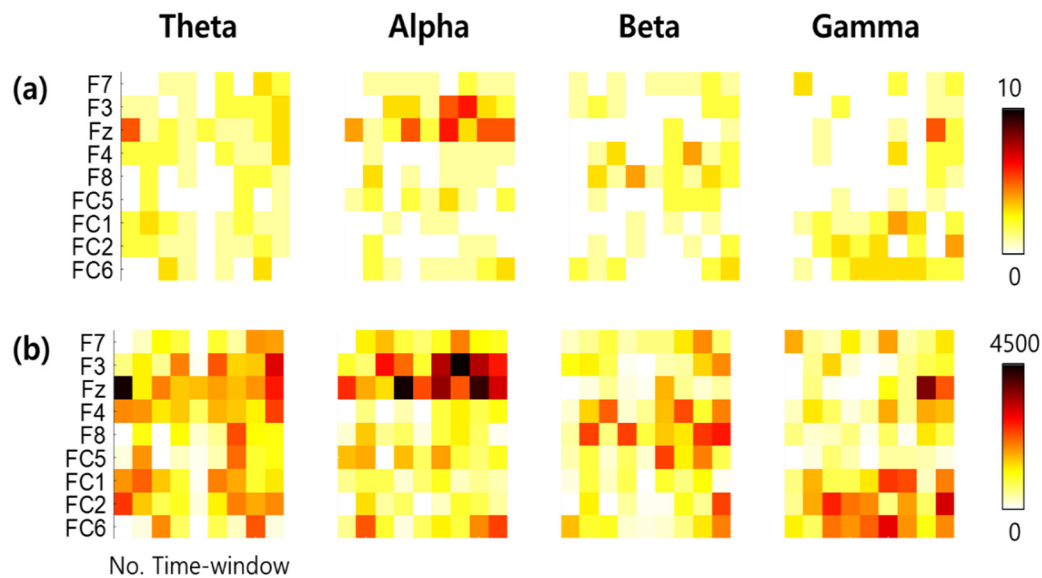 Theta Alpha Beta Gamma
(a)
F7
F3
Fz
F4
F8
FC5
FC1
FC2
FC6
10
0
(b)
F7
F3
Fz
F4
F8
FC5
FC1
FC2
FC6
4500
0
No. Time-window